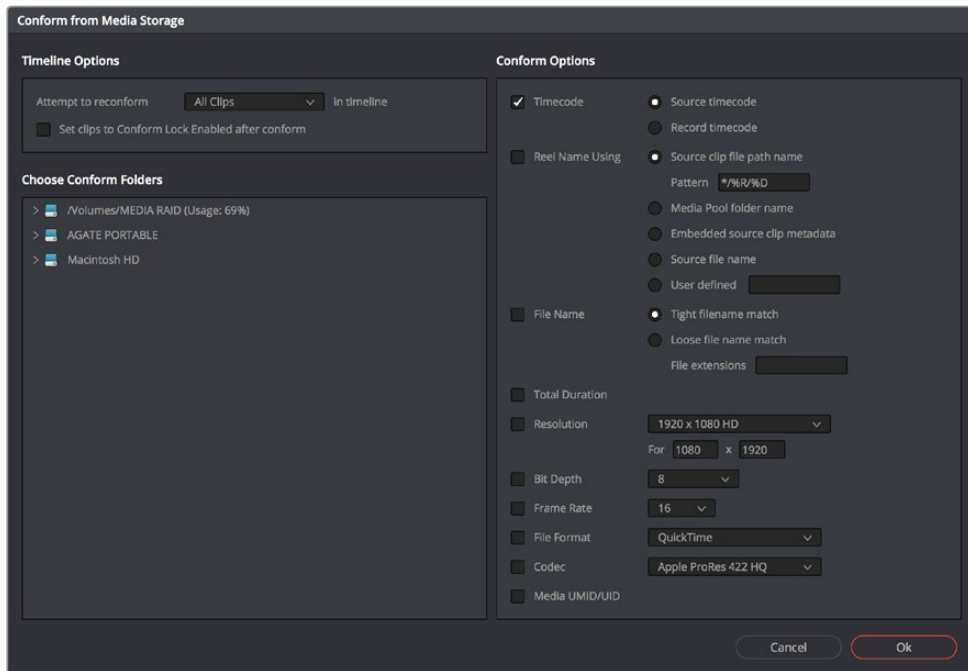 Conform from Media Storage
Timeline Options
Attempt to reconform All Clips In timeline
Set clips to Conform Lock Enabled after conform
Choose Conform Folders
/Volumes/MEDIA RAID (Usage: 69%)
AGATE PORTABLE
Macintosh HD
Conform Options
Timecode Source timecode
Record timecode
Reel Name Using Source clip file path name
Pattern */%R/%D
Media Pool folder name
Embedded source clip metadata
Source file name
User defined
File Name Tight filename match
Loose file name match
File extensions
Total Duration
Resolution 1920 x 1080 HD
For 1080 x 1920
Bit Depth 8
Frame Rate 16
File Format QuickTime
Codec Apple ProRes 422 HQ
Media UMID/UID
Cancel Ok